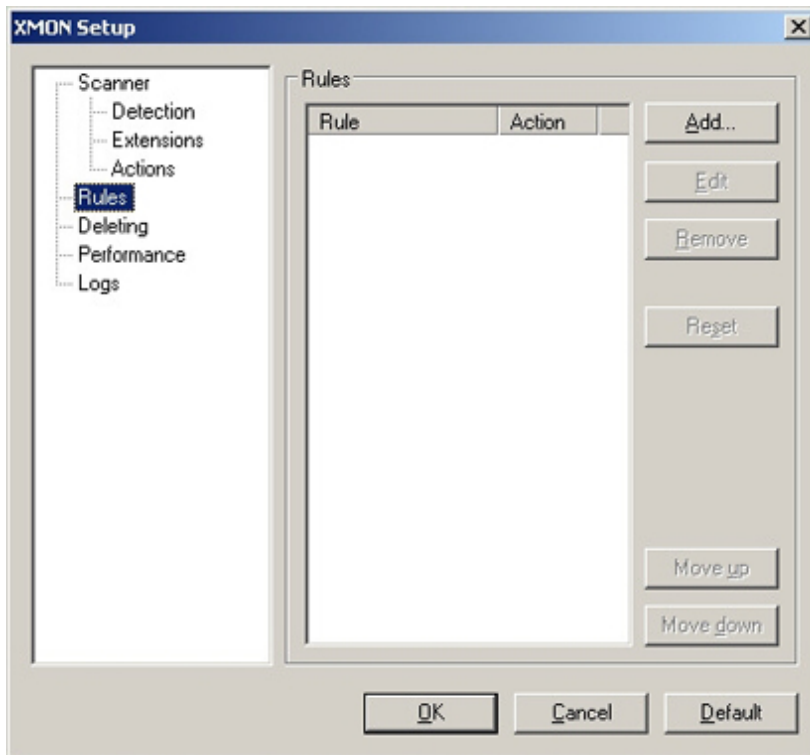 XMON Setup
Scanner
Detection
Extensions
Actions
Rules
Deleting
Performance
Logs
Rules
Rule Action
Add...
Edit
Remove
Reset
Move up
Move down
OK Cancel Default